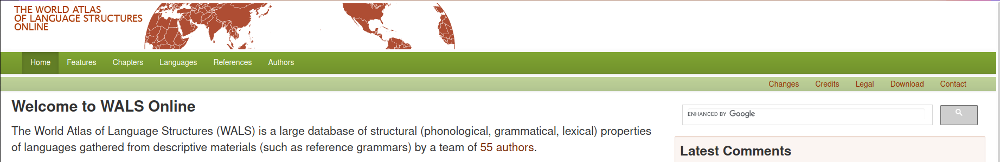 THE WORLD ATLAS
OF LANGUAGE STRUCTURES
ONLINE
Home Features Chapters Languages References Authors
Changes Credits Legal Download Contact
Welcome to WALS Online
The World Atlas of Language Structures (WALS) is a large database of structural (phonological, grammatical, lexical) properties
of languages gathered from descriptive materials (such as reference grammars) by a team of 55 authors.
ENHANCED BY Google
Latest Comments